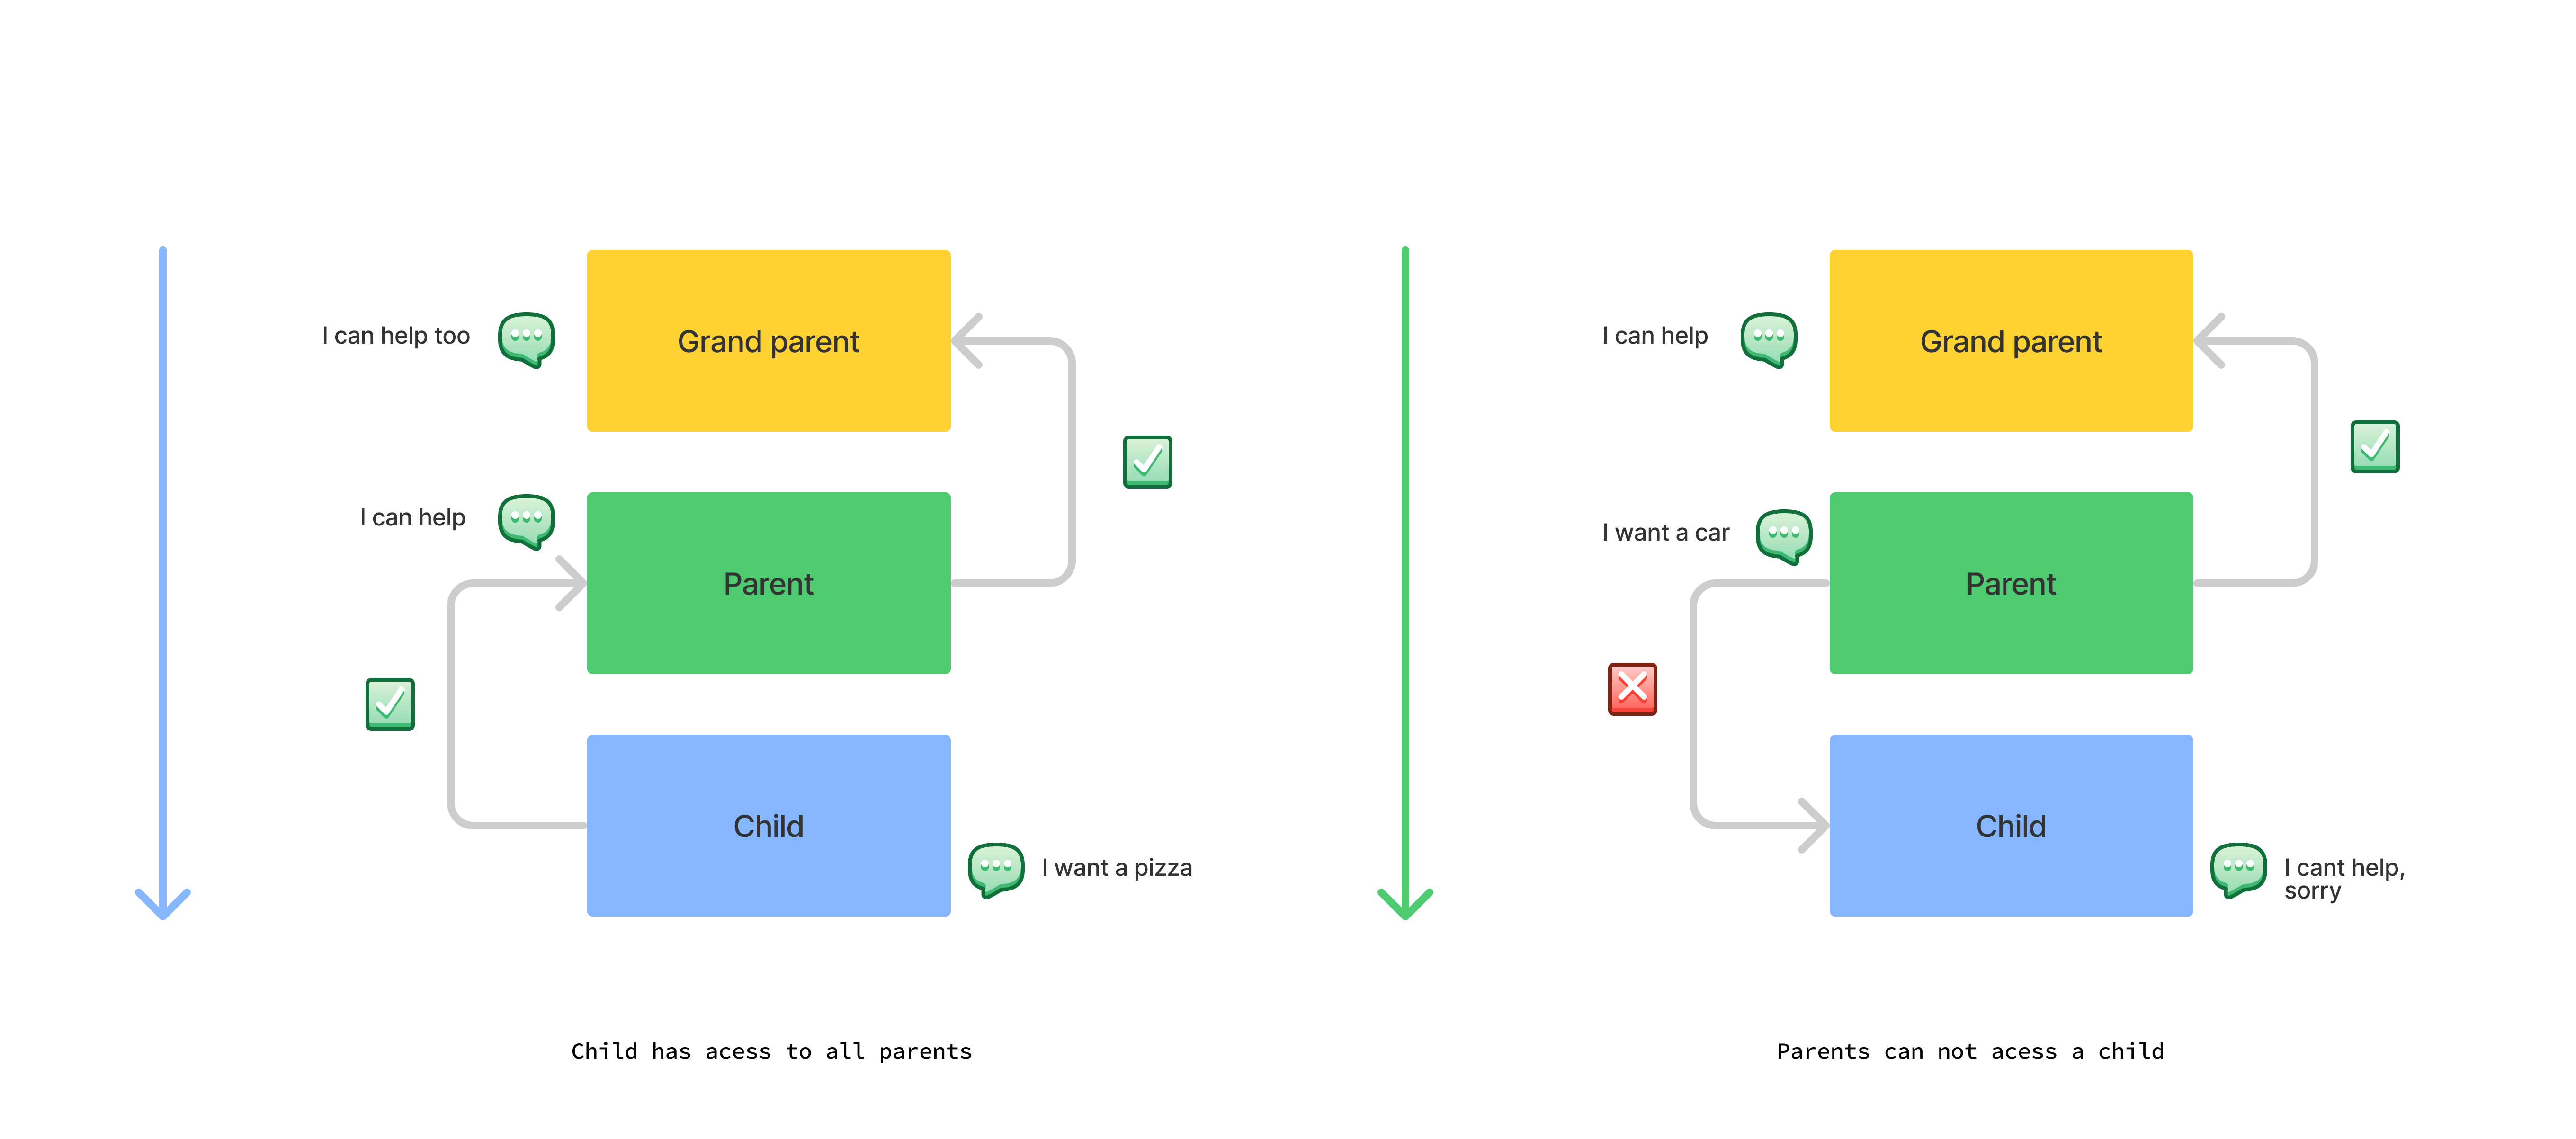 I can help too
Grand parent
I can help
Parent
Child
I want a pizza
Child has acess to all parents
I can help
Grand parent
I want a car
Parent
Child
I cant help,
sorry
Parents can not acess a child